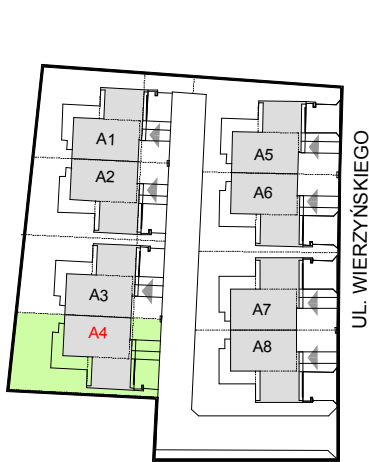 A1
A2
A3
A4
A5
A6
A7
A8
UL. WIERZYŃSKIEGO